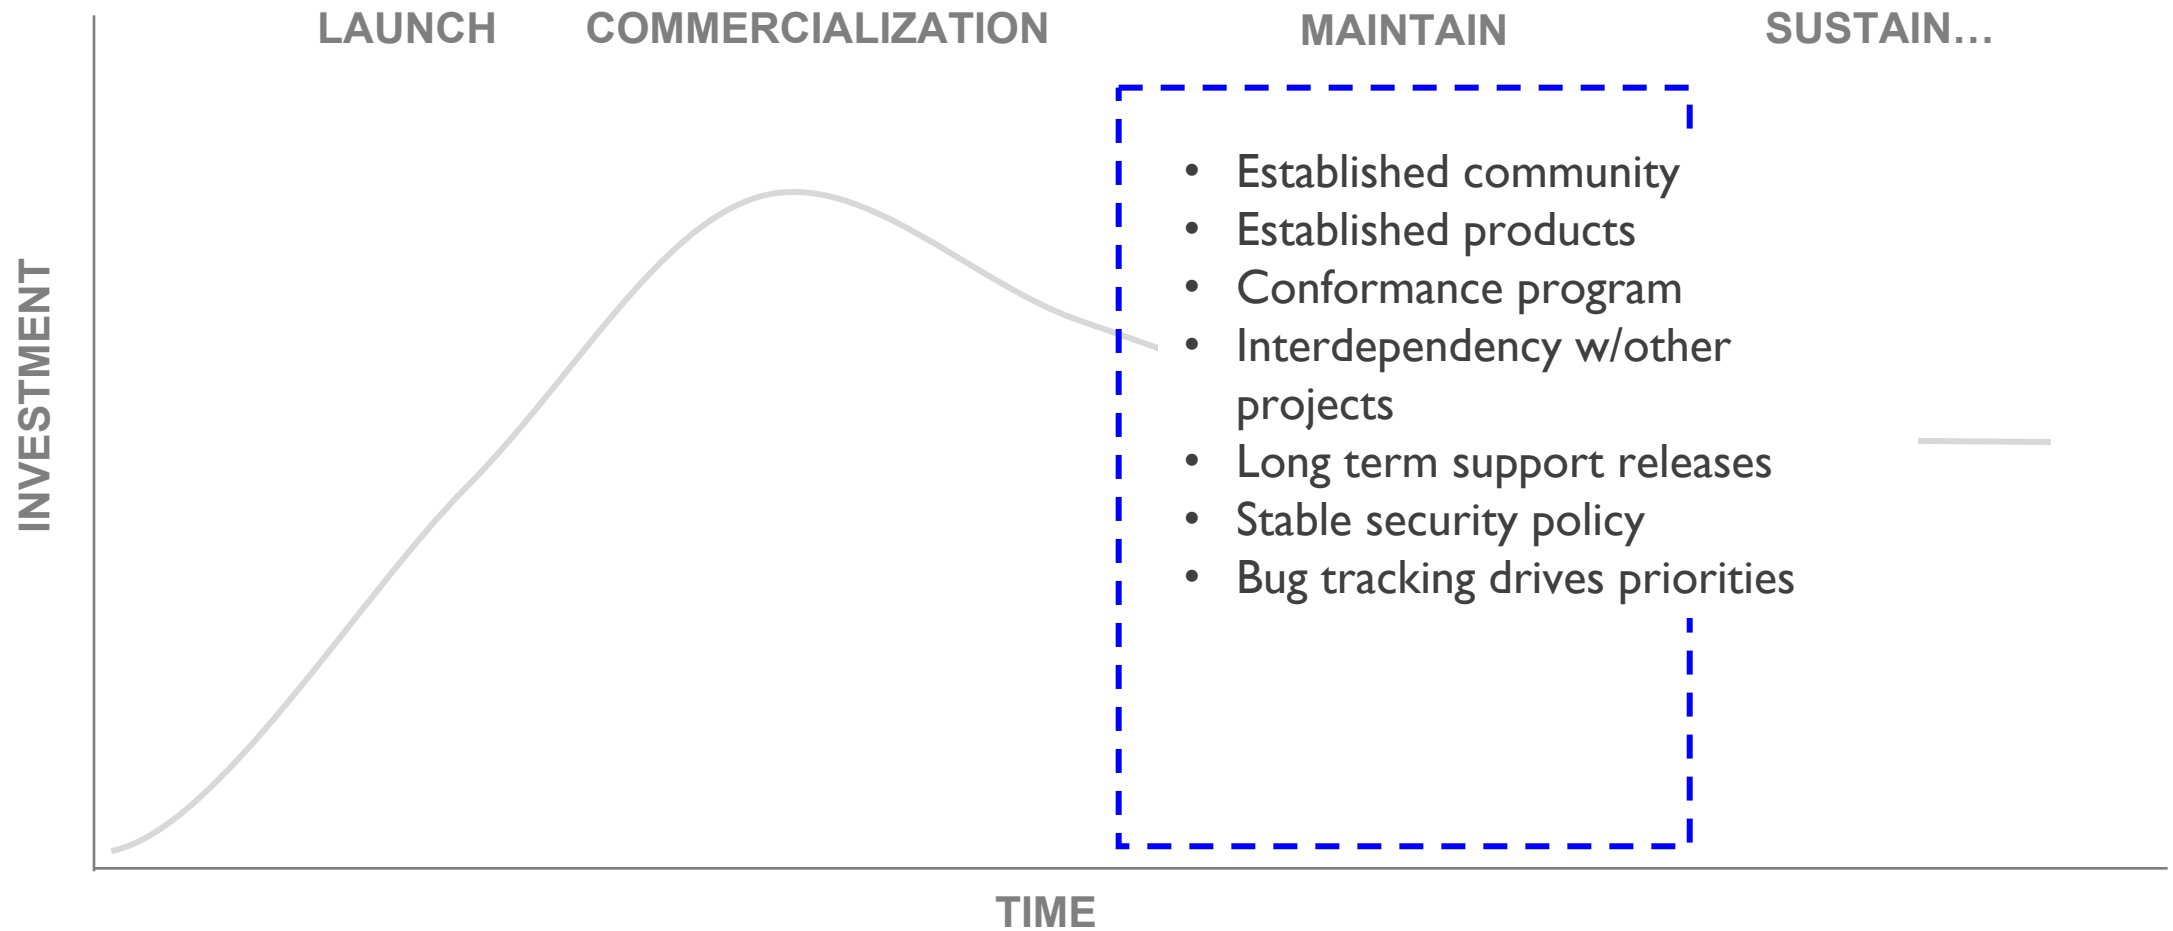 LAUNCH COMMERCIALIZATION MAINTAIN SUSTAIN…
INVESTMENT
• Established community
• Established products
• Conformance program
• Interdependency w/other
projects
• Long term support releases
• Stable security policy
• Bug tracking drives priorities
TIME